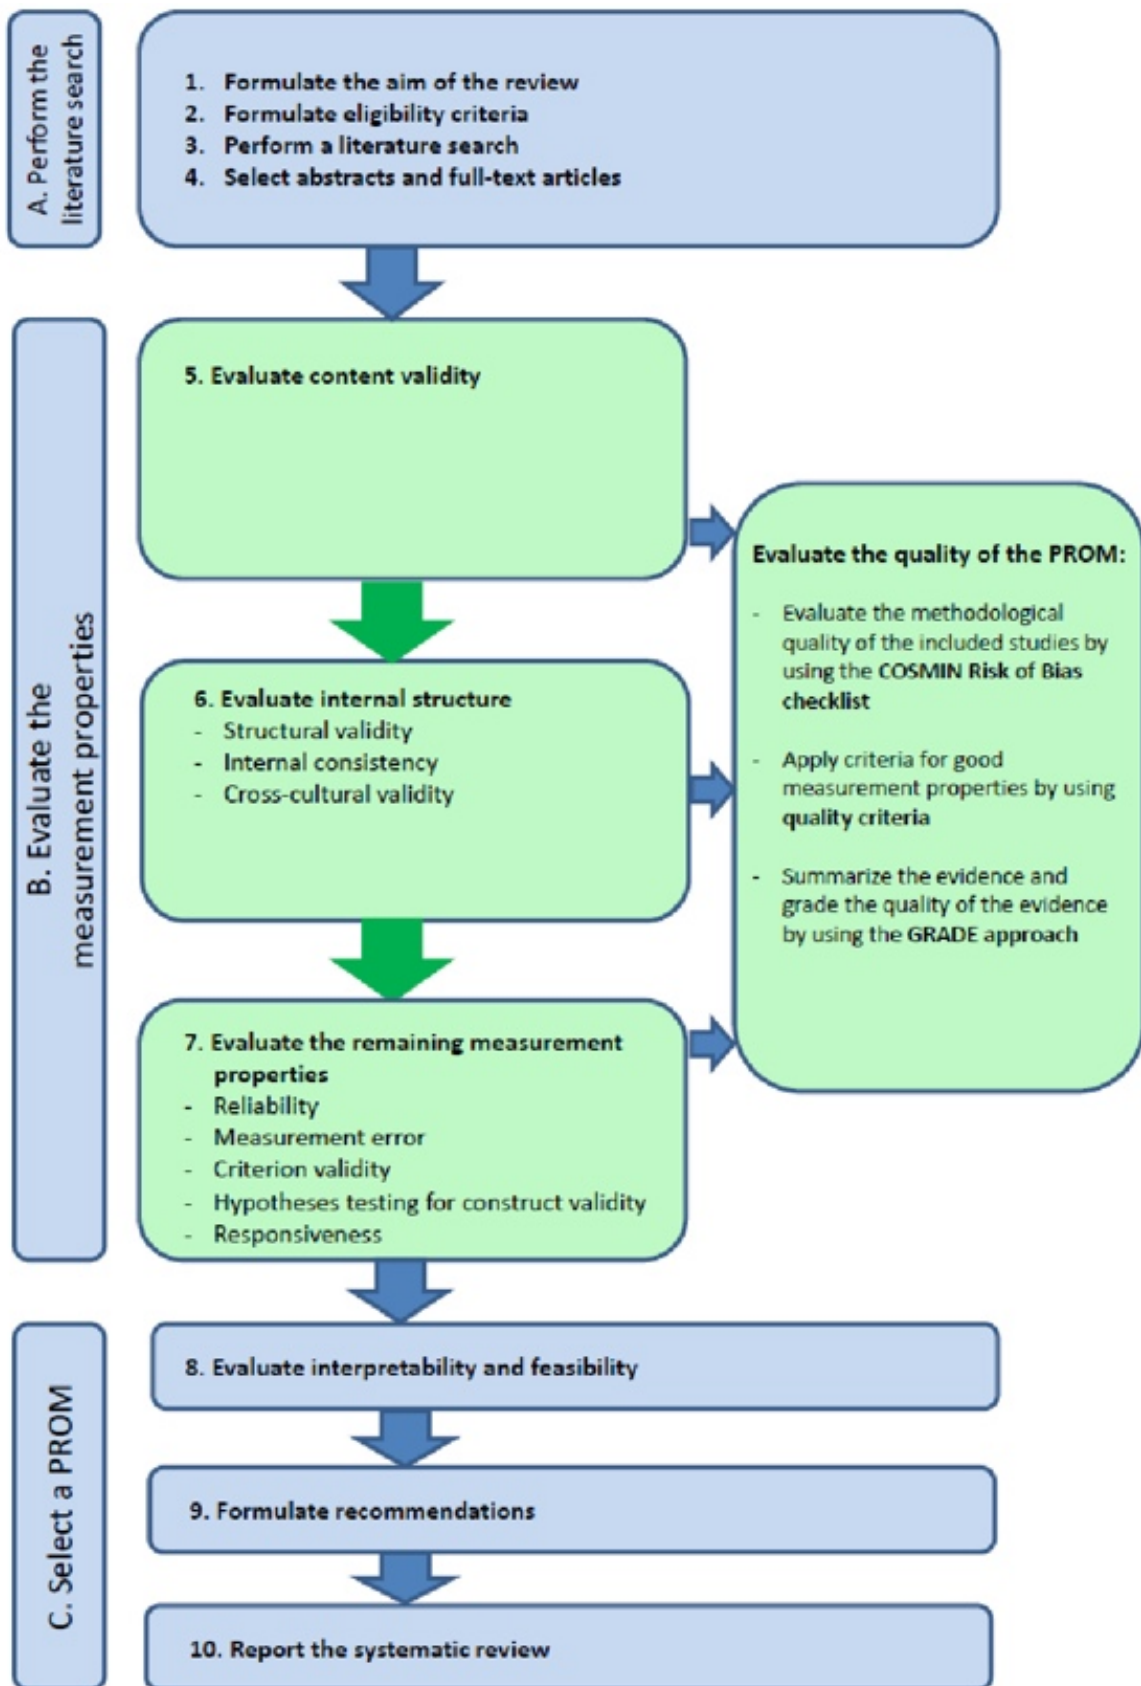 A. Perform the
literature search
1. Formulate the aim of the review
2. Formulate eligibility criteria
3. Perform a literature search
4. Select abstracts and full-text articles
B. Evaluate the
measurement properties
5. Evaluate content validity
6. Evaluate internal structure
- Structural validity
- Internal consistency
- Cross-cultural validity
7. Evaluate the remaining measurement
properties
- Reliability
- Measurement error
- Criterion validity
- Hypotheses testing for construct validity
- Responsiveness
Evaluate the quality of the PROM:
- Evaluate the methodological
quality of the included studies by
using the COSMIN Risk of Bias
checklist
- Apply criteria for good
measurement properties by using
quality criteria
- Summarize the evidence and
grade the quality of the evidence
by using the GRADE approach
C. Select a PROM
8. Evaluate interpretability and feasibility
9. Formulate recommendations
10. Report the systematic review